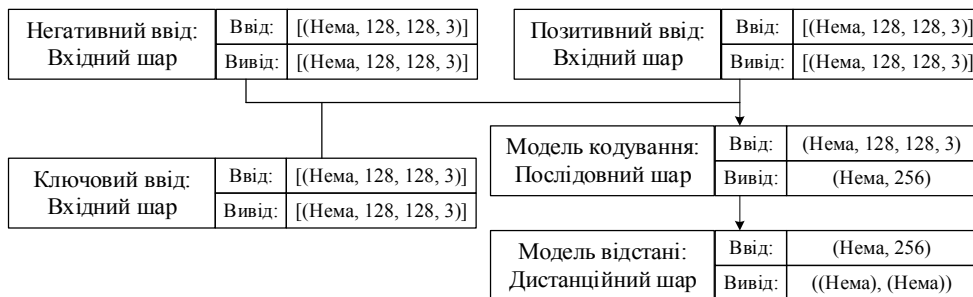 Негативний ввід:
Вхідний шар
Ввід: [(Нема, 128, 128, 3)]
Вивід: [(Нема, 128, 128, 3)]
Позитивний ввід:
Вхідний шар
Ввід: [(Нема, 128, 128, 3)]
Вивід: [(Нема, 128, 128, 3)]
Ключовий ввід:
Вхідний шар
Ввід: [(Нема, 128, 128, 3)]
Вивід: [(Нема, 128, 128, 3)]
Модель кодування:
Послідовний шар
Ввід: (Нема, 128, 128, 3)
Вивід: (Нема, 256)
Модель відстані:
Дистанційний шар
Ввід: (Нема, 256)
Вивід: ((Нема), (Нема))